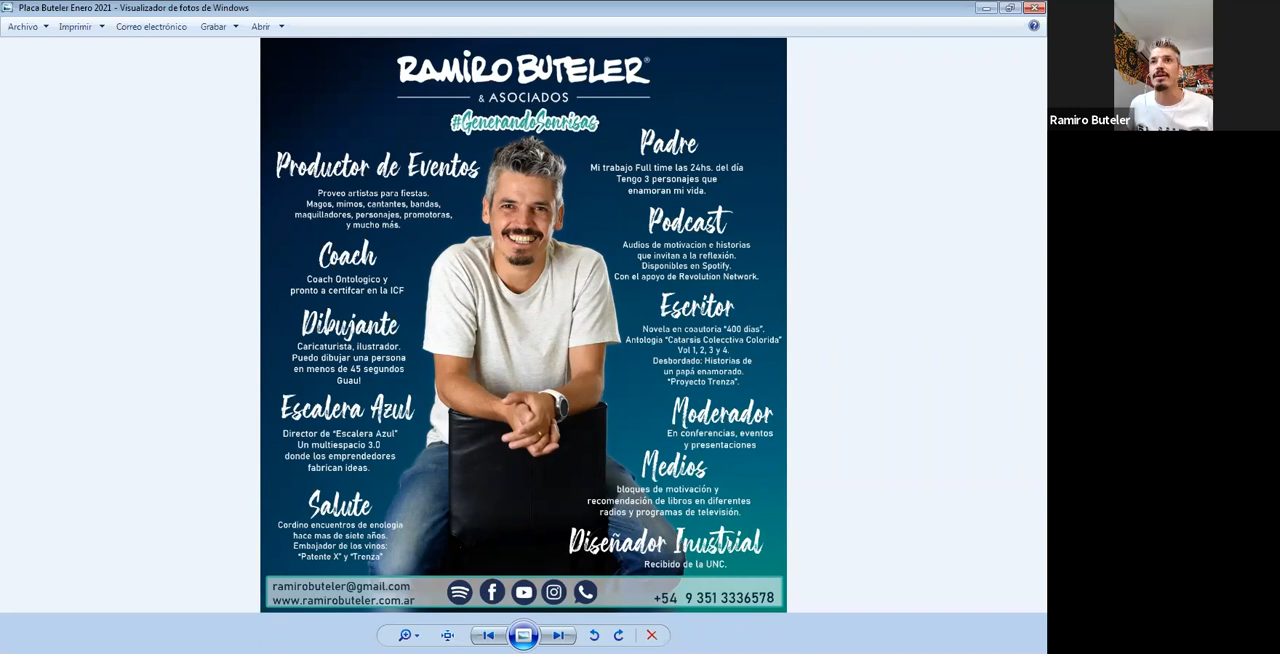 Placa Buteler Enero 2021 - Visualizador de fotos de Windows
Archivo Imprimir Correo electrónico Grabar Abrir
RAMIRO BUTELER®
& ASOCIADOS
#GenerandoSonrisas
Productor de Eventos
Proveo artistas para fiestas.
Magos, mimos, cantantes, bandas,
maquilladores, personajes, promotoras,
y mucho más.
Coach
Coach Ontologico y
pronto a certifcar en la ICF
Dibujante
Caricaturista, ilustrador.
Puedo dibujar una persona
en menos de 45 segundos
Guau!
Escalera Azul
Director de "Escalera Azul"
Un multiespacio 3.0
donde los emprendedores
fabrican ideas.
Salute
Cordino encuentros de enologia
hace mas de siete años.
Embajador de los vinos:
"Patente X" y "Trenza"
Padre
Mi trabajo Full time las 24hs. del día
Tengo 3 personajes que
enamoran mi vida.
Podcast
Audios de motivacion e historias
que invitan a la reflexión.
Disponibles en Spotify.
Con el apoyo de Revolution Network.
Escritor
Novela en coautoria "400 dias".
Antologia "Catarsis Colecctiva Colorida"
Vol 1, 2, 3 y 4.
Desbordado: Historias de
un papá enamorado.
"Proyecto Trenza".
Moderador
En conferencias, eventos
y presentaciones
Medios
bloques de motivación y
recomendación de libros en diferentes
radios y programas de televisión.
Diseñador Inustrial
Recibido de la UNC.
ramirobuteler@gmail.com
www.ramirobuteler.com.ar
+54 9 351 3336578
Ramiro Buteler